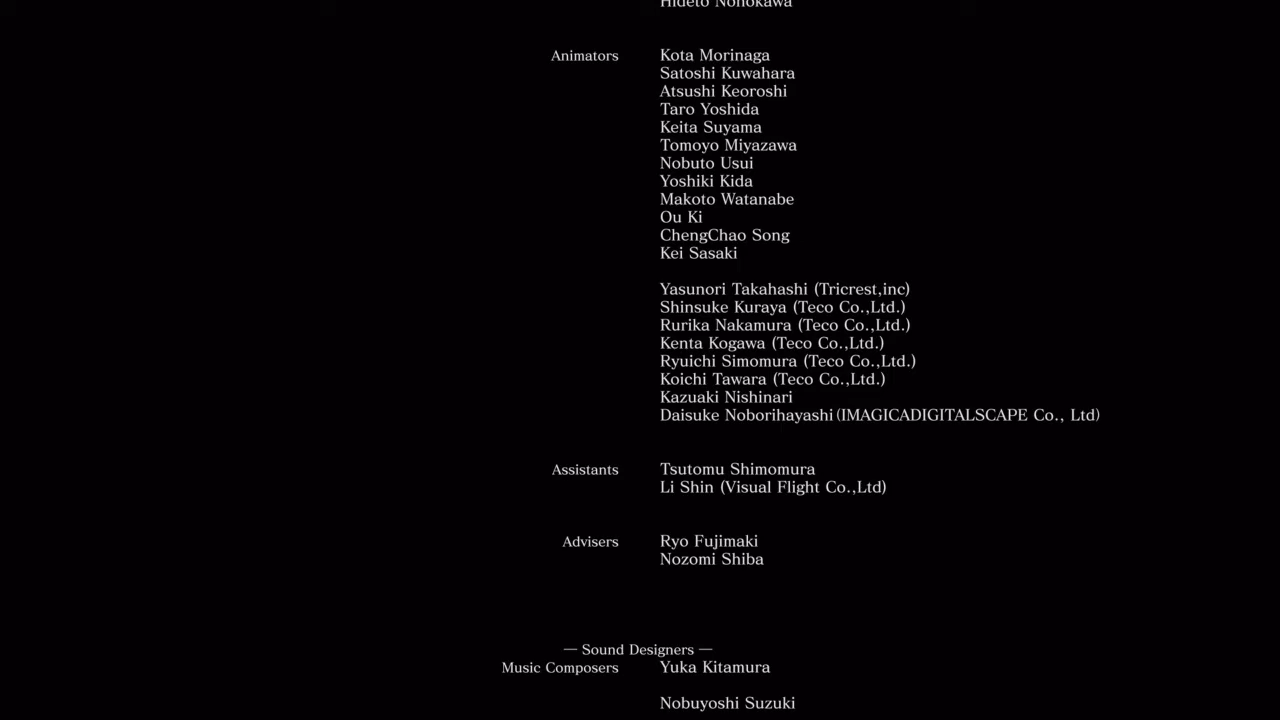 Hideto Nonokawa
Animators Kota Morinaga
Satoshi Kuwahara
Atsushi Keoroshi
Taro Yoshida
Keita Suyama
Tomoyo Miyazawa
Nobuto Usui
Yoshiki Kida
Makoto Watanabe
Ou Ki
ChengChao Song
Kei Sasaki
Yasunori Takahashi (Tricrest,inc)
Shinsuke Kuraya (Teco Co.,Ltd.)
Rurika Nakamura (Teco Co.,Ltd.)
Kenta Kogawa (Teco Co.,Ltd.)
Ryuichi Simomura (Teco Co.,Ltd.)
Koichi Tawara (Teco Co.,Ltd.)
Kazuaki Nishinari
Daisuke Noborihayashi(IMAGICADIGITALSCAPE Co., Ltd)
Assistants Tsutomu Shimomura
Li Shin (Visual Flight Co.,Ltd)
Advisers Ryo Fujimaki
Nozomi Shiba
— Sound Designers —
Music Composers Yuka Kitamura
Nobuyoshi Suzuki